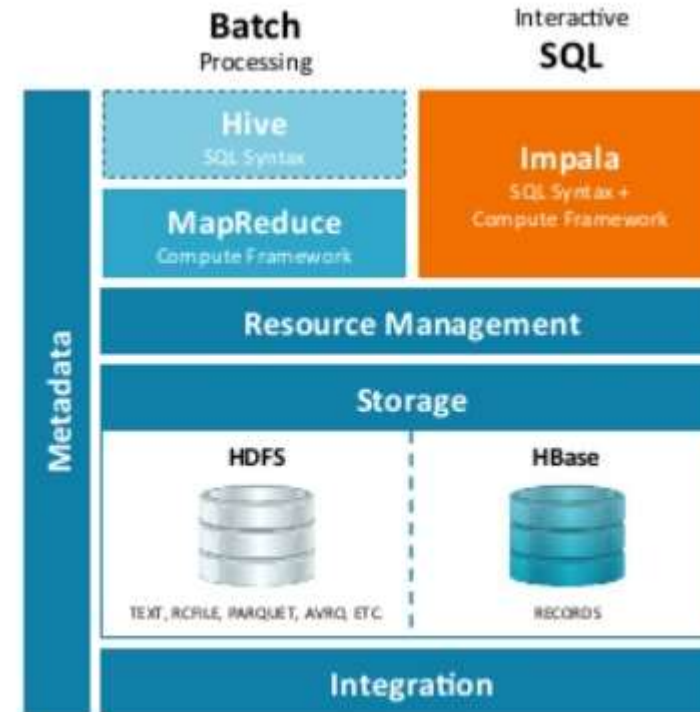 Batch
Processing
Interactive
SQL
Metadata
Hive
SQL Syntax
MapReduce
Compute Framework
Impala
SQL Syntax +
Compute Framework
Resource Management
Storage
HDFS
TEXT, RCFILE, PARQUET, AVRO, ETC.
HBase
RECORDS
Integration